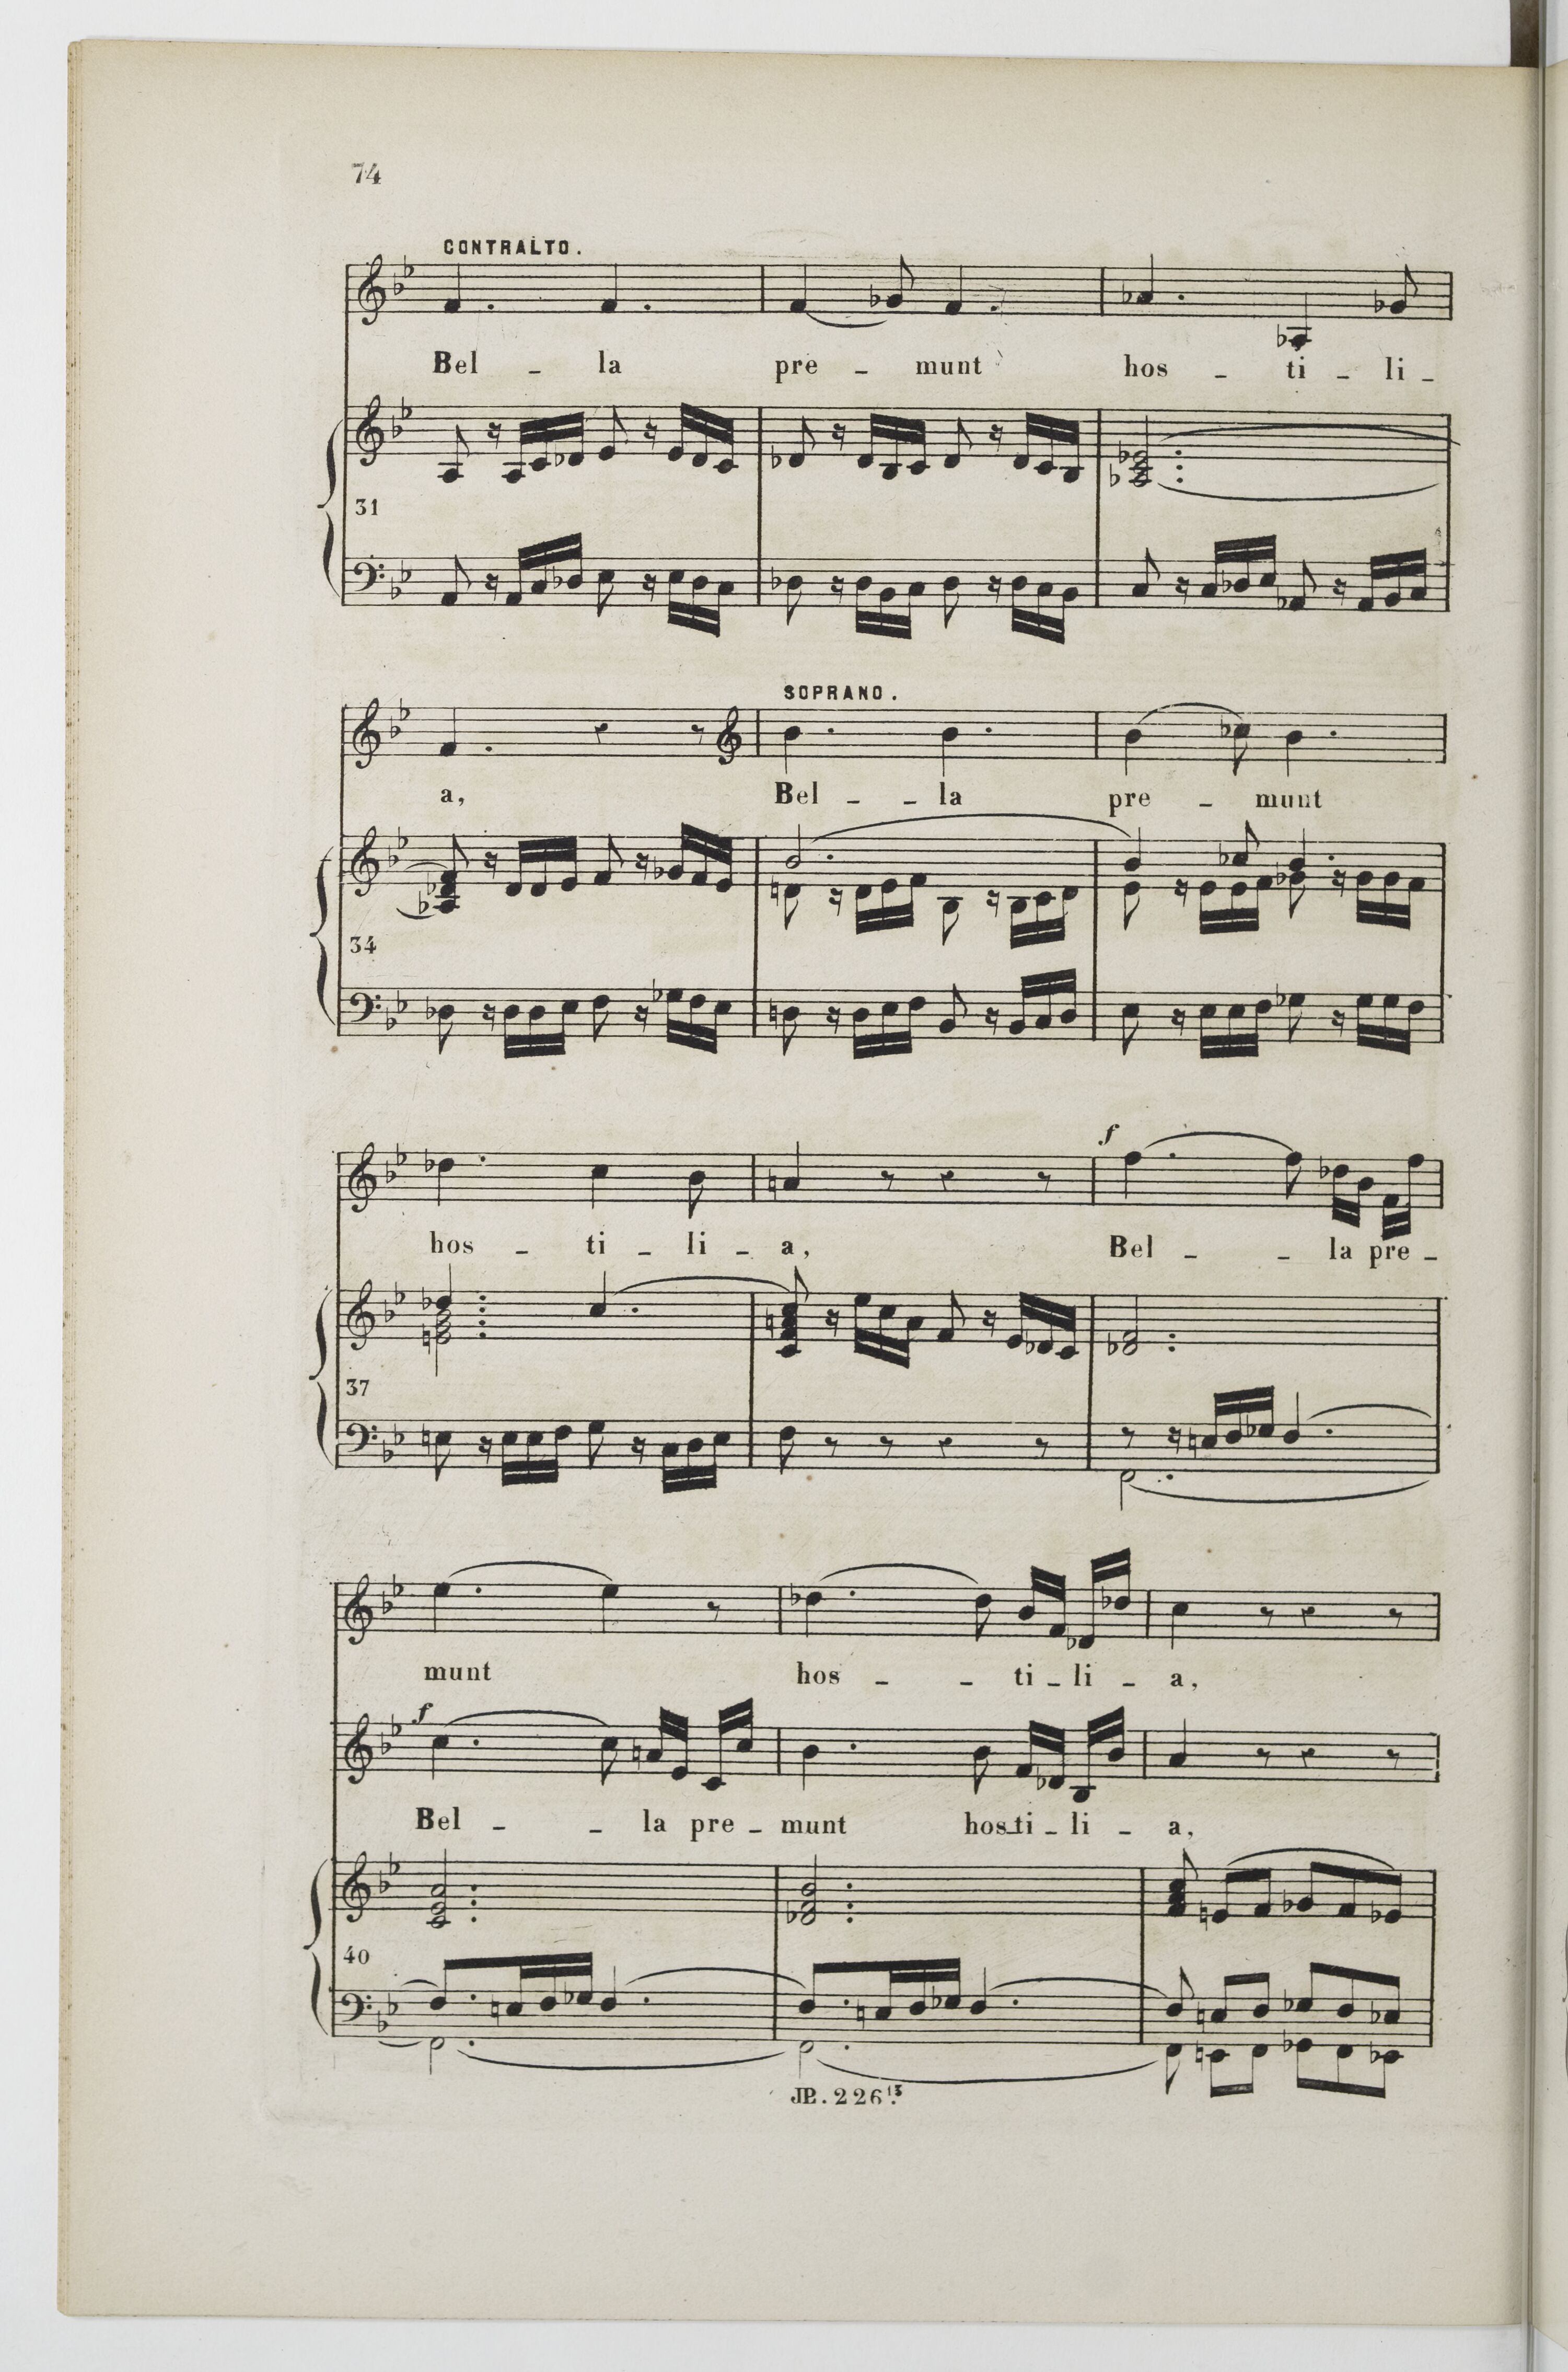 74
CONTRALTO.
Bel - la pre - munt hos - ti - li -
31
SOPRANO.
a, Bel - - la pre - munt
34
f
hos - ti - li - a, Bel - - la pre -
37
munt hos - - ti - li - a,
f
Bel - - la pre - munt hos - ti - li - a,
40
JB. 226.13